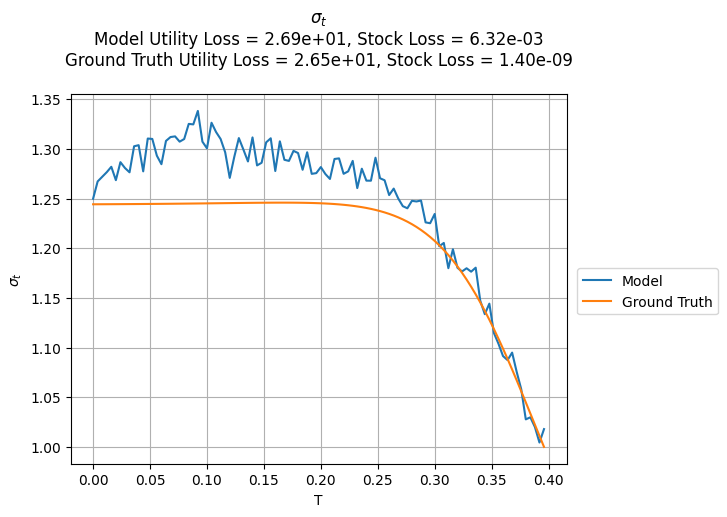 σt
Model Utility Loss = 2.69e+01, Stock Loss = 6.32e-03
Ground Truth Utility Loss = 2.65e+01, Stock Loss = 1.40e-09
1.35
1.30
1.25
1.20
1.15
1.10
1.05
1.00
σt
0.00 0.05 0.10 0.15 0.20 0.25 0.30 0.35 0.40
T
Model
Ground Truth